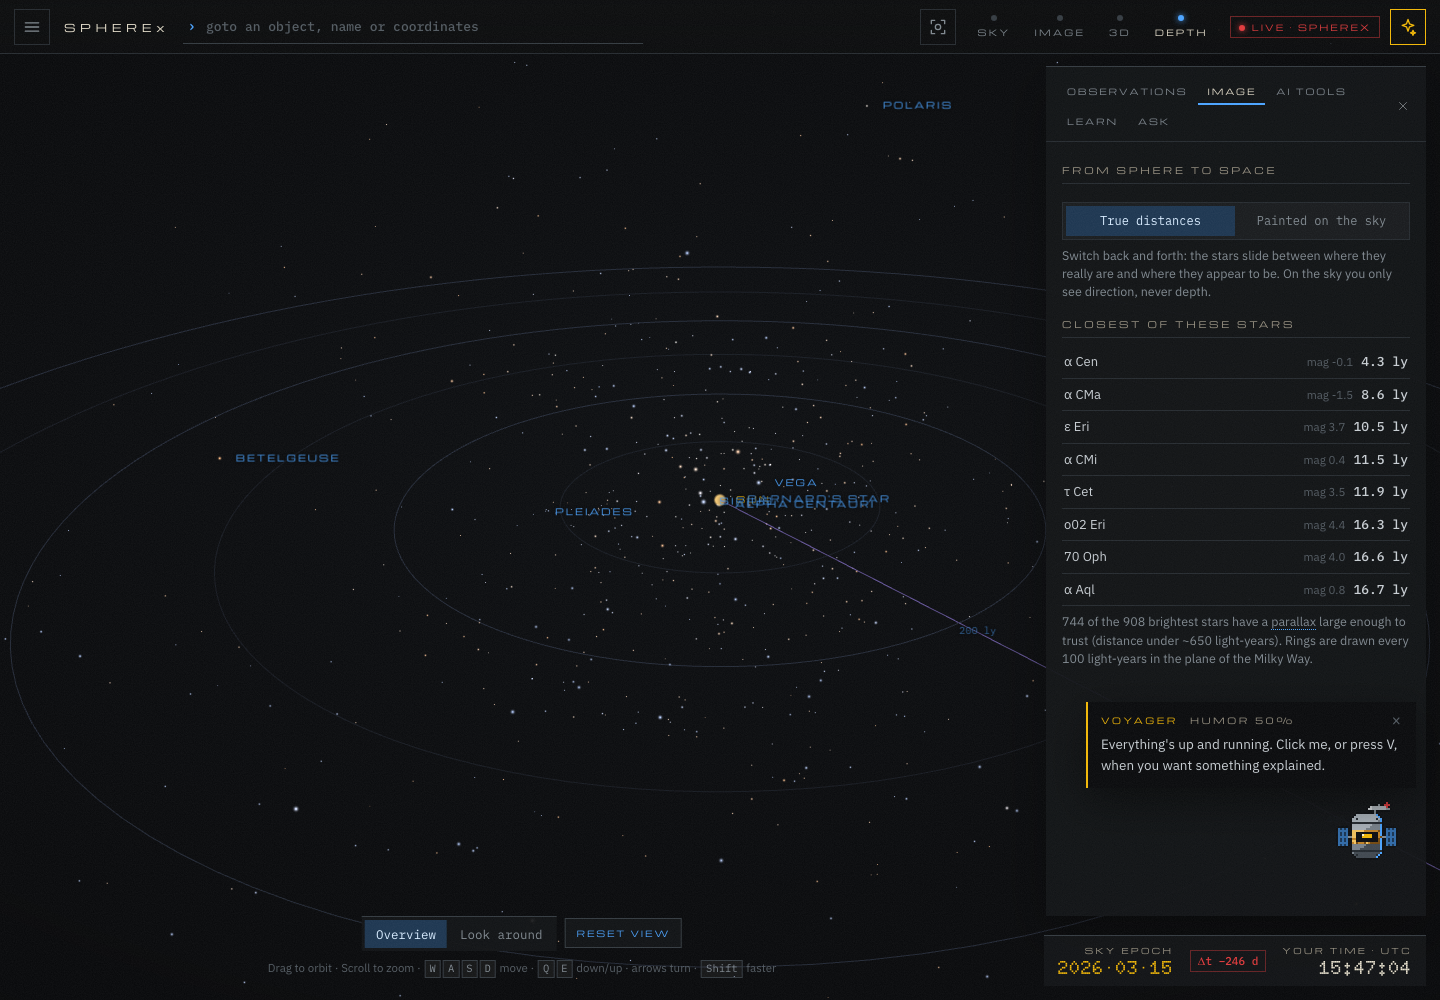 SPHEREx
› goto an object, name or coordinates
SKY IMAGE 3D DEPTH
LIVE · SPHEREX
POLARIS
BETELGEUSE
VEGA
ALPHA CENTAURI
PLEIADES
200 ly
OBSERVATIONS IMAGE AI TOOLS
LEARN ASK
FROM SPHERE TO SPACE
True distances Painted on the sky
Switch back and forth: the stars slide between where they
really are and where they appear to be. On the sky you only
see direction, never depth.
CLOSEST OF THESE STARS
α Cen mag -0.1 4.3 ly
α CMa mag -1.5 8.6 ly
ε Eri mag 3.7 10.5 ly
α CMi mag 0.4 11.5 ly
τ Cet mag 3.5 11.9 ly
o02 Eri mag 4.4 16.3 ly
70 Oph mag 4.0 16.6 ly
α Aql mag 0.8 16.7 ly
744 of the 908 brightest stars have a parallax large enough to
trust (distance under ~650 light-years). Rings are drawn every
100 light-years in the plane of the Milky Way.
VOYAGER HUMOR 50%
Everything's up and running. Click me, or press V,
when you want something explained.
Overview Look around RESET VIEW
Drag to orbit · Scroll to zoom · W A S D move · Q E down/up · arrows turn · Shift faster
SKY EPOCH
2026·03·15
Δt −246 d
YOUR TIME · UTC
15:47:04